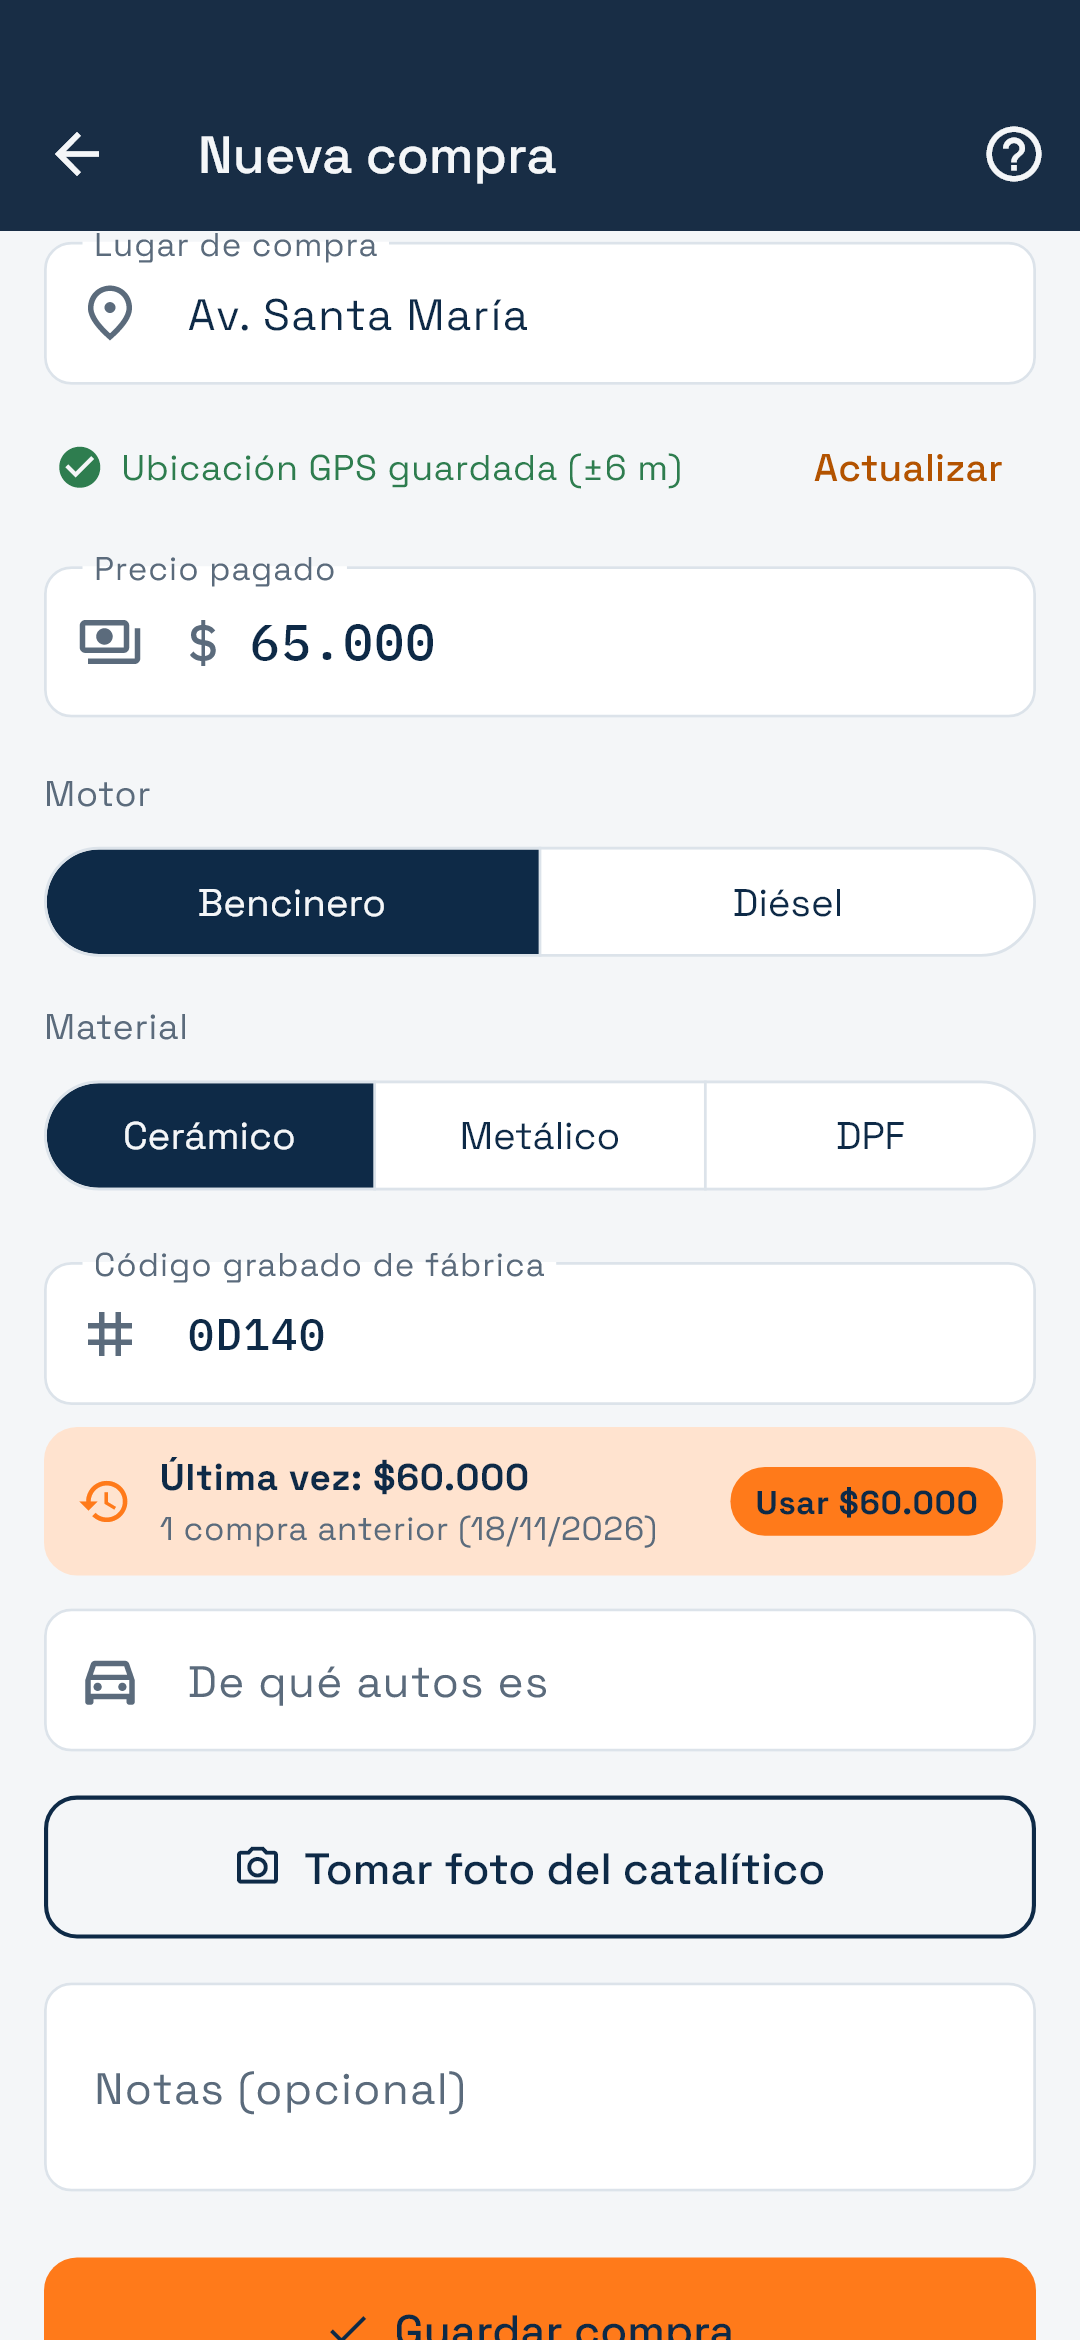 Nueva compra
Lugar de compra
Av. Santa María
Ubicación GPS guardada (±6 m)
Actualizar
Precio pagado
$ 65.000
Motor
Bencinero
Diésel
Material
Cerámico
Metálico
DPF
Código grabado de fábrica
0D140
Última vez: $60.000
1 compra anterior (18/11/2026)
Usar $60.000
De qué autos es
Tomar foto del catalítico
Notas (opcional)
Guardar compra